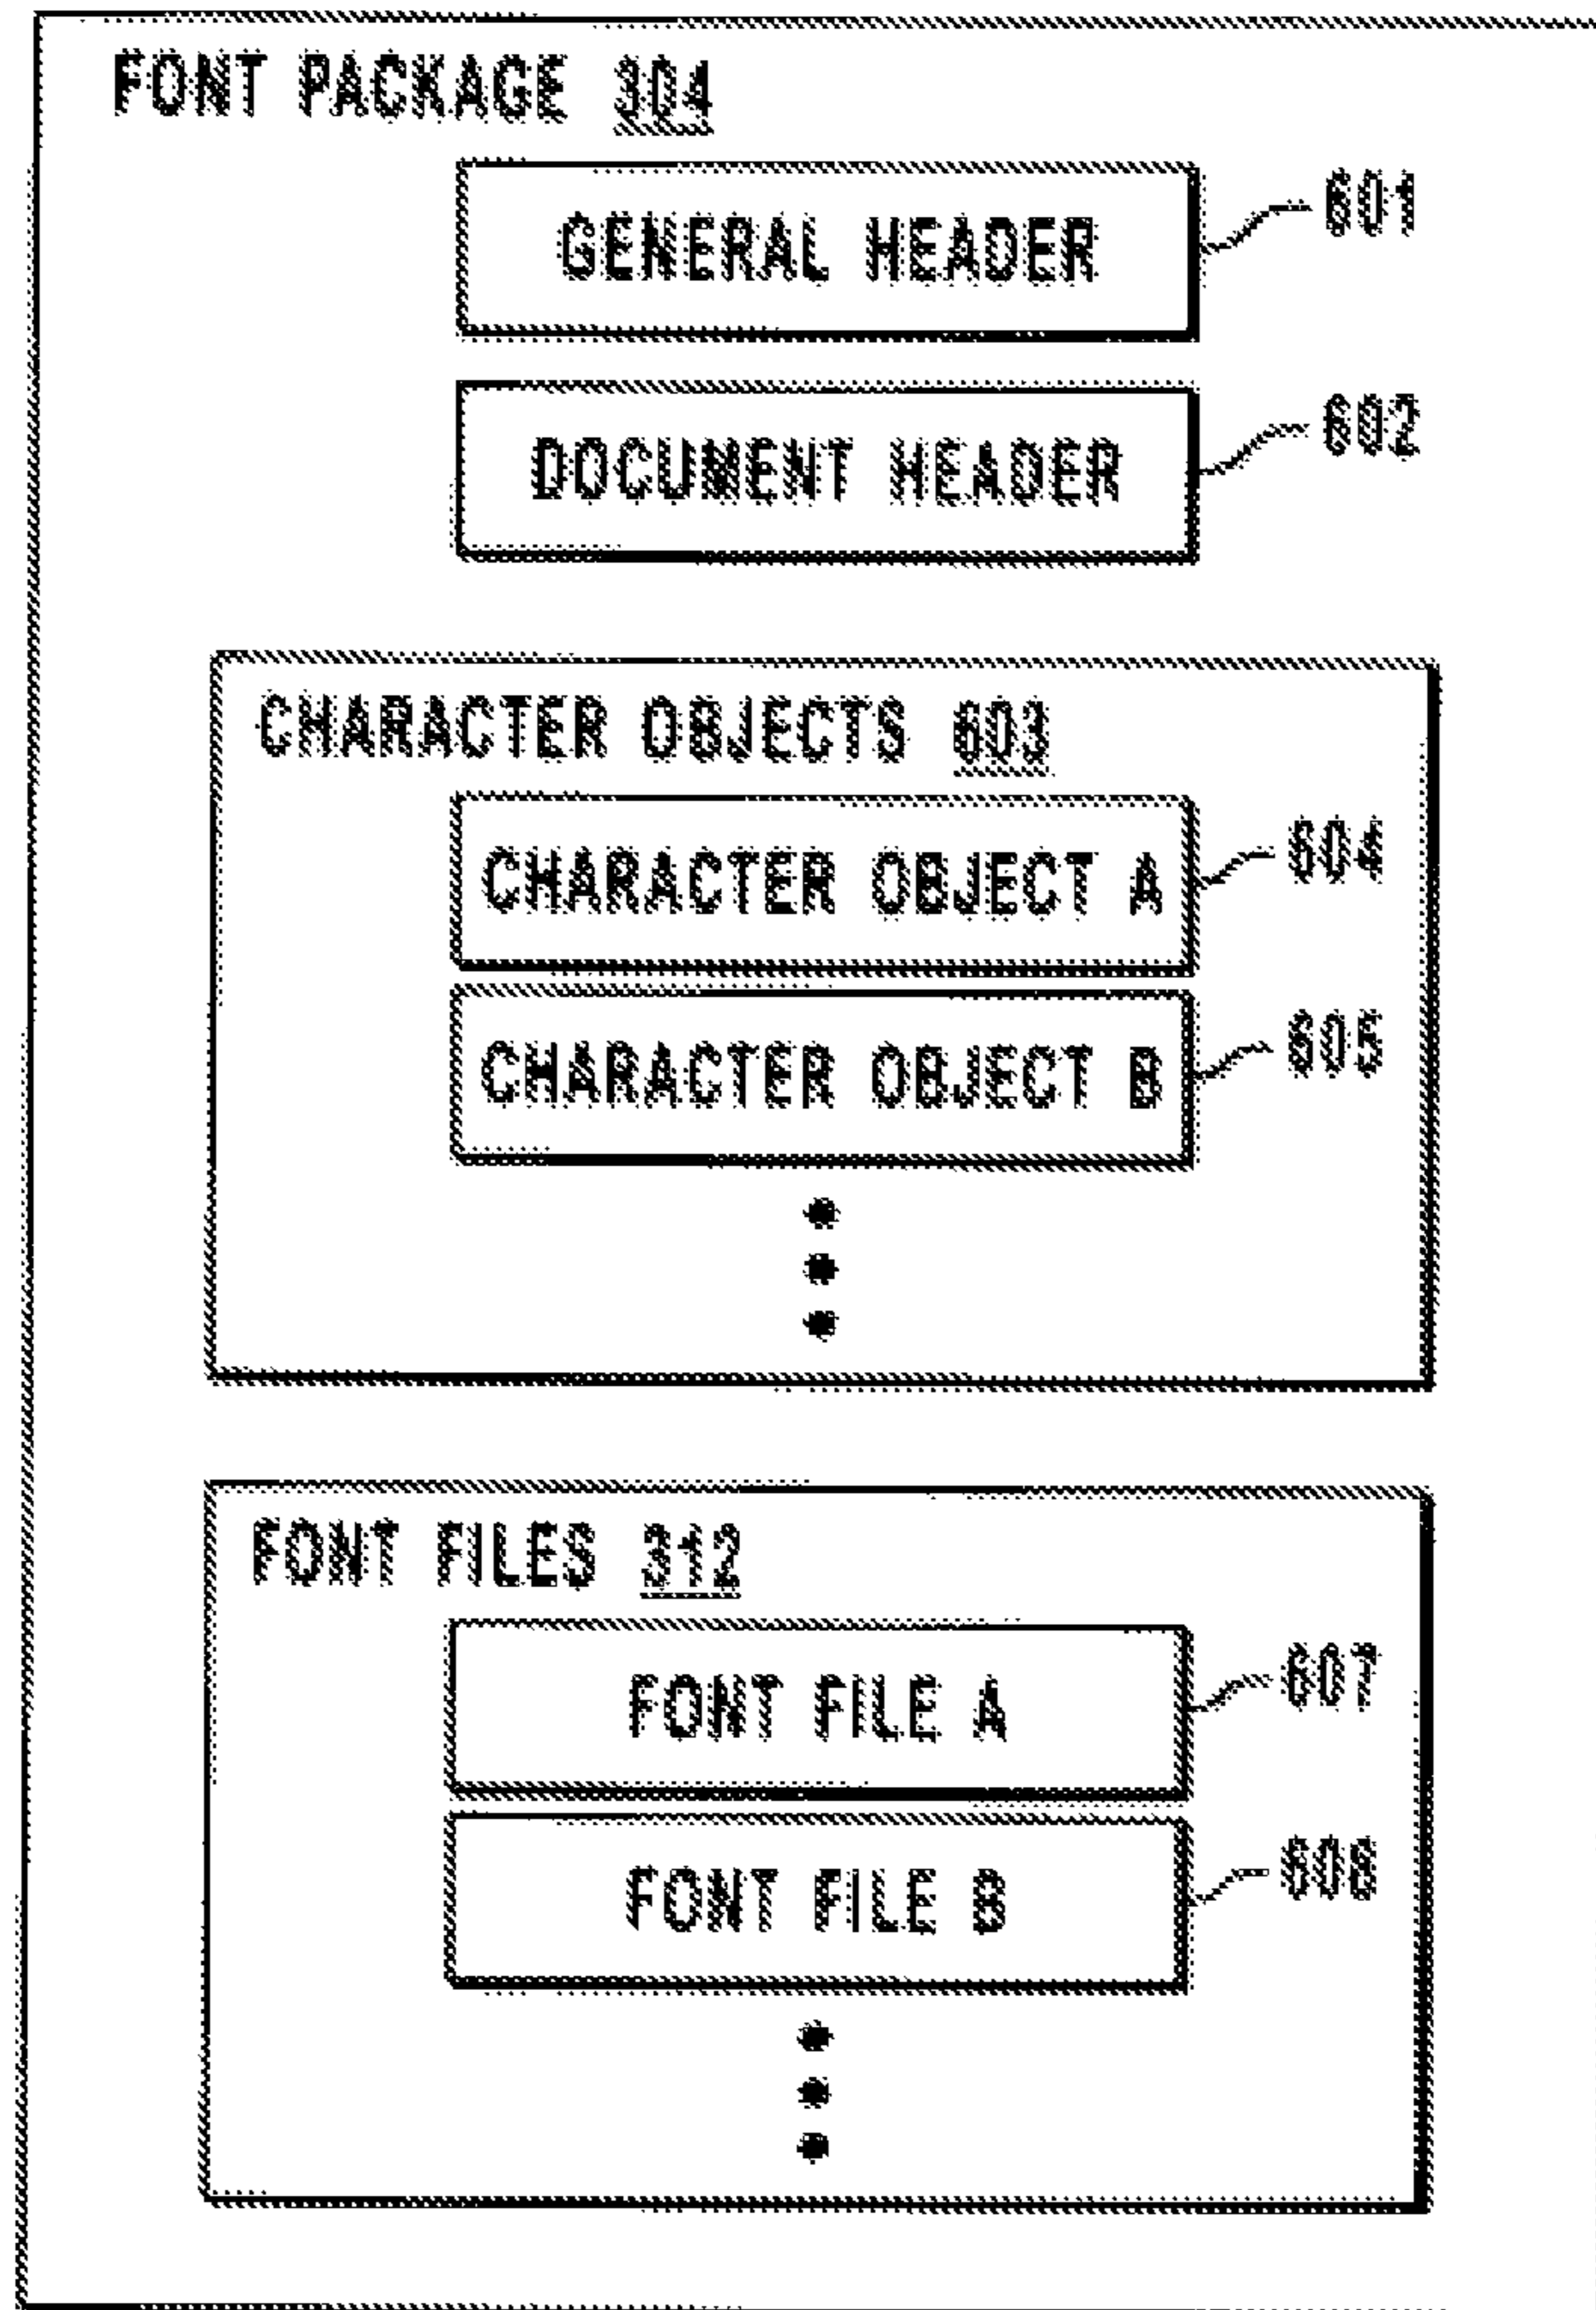 FONT PACKAGE 304
GENERAL HEADER 601
DOCUMENT HEADER 602
CHARACTER OBJECTS 603
CHARACTER OBJECT A 604
CHARACTER OBJECT B 605
FONT FILES 312
FONT FILE A 607
FONT FILE B 608